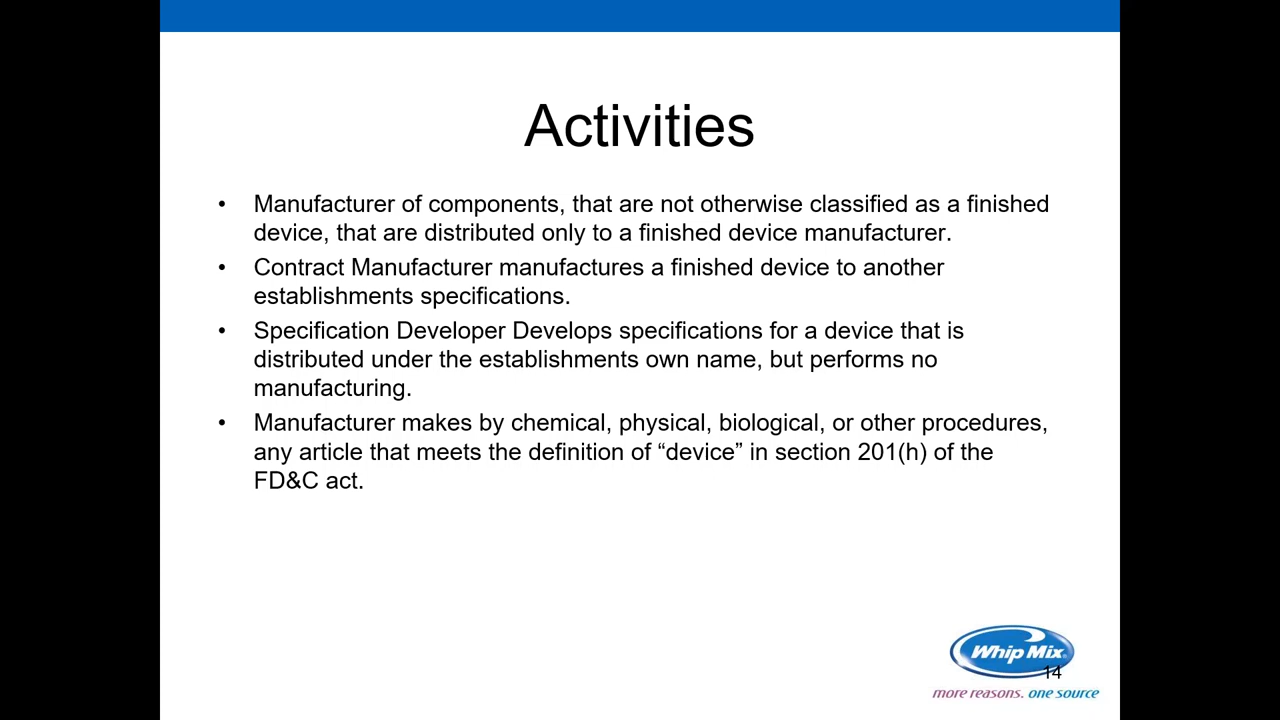 Activities
• Manufacturer of components, that are not otherwise classified as a finished
device, that are distributed only to a finished device manufacturer.
• Contract Manufacturer manufactures a finished device to another
establishments specifications.
• Specification Developer Develops specifications for a device that is
distributed under the establishments own name, but performs no
manufacturing.
• Manufacturer makes by chemical, physical, biological, or other procedures,
any article that meets the definition of “device” in section 201(h) of the
FD&C act.
Whip Mix®
14
more reasons. one source